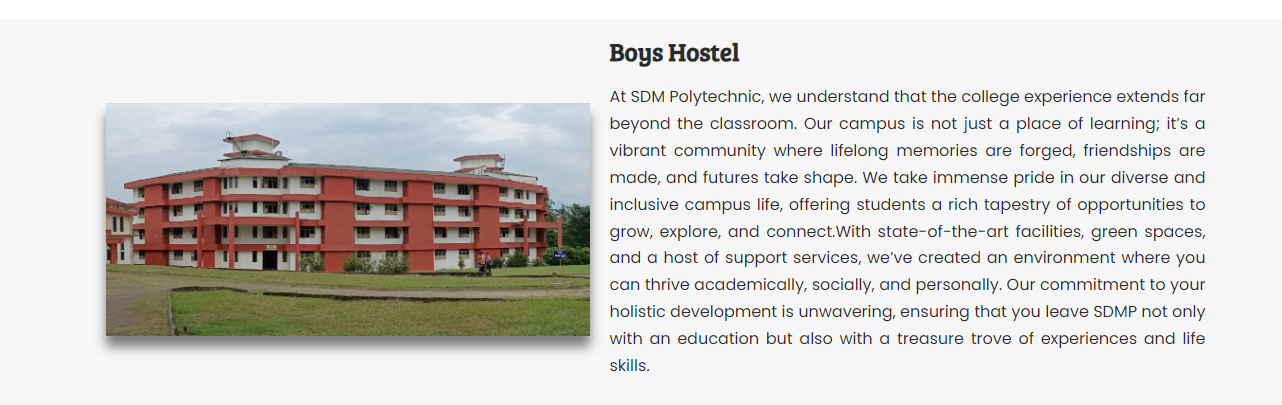 Boys Hostel
At SDM Polytechnic, we understand that the college experience extends far
beyond the classroom. Our campus is not just a place of learning; it’s a
vibrant community where lifelong memories are forged, friendships are
made, and futures take shape. We take immense pride in our diverse and
inclusive campus life, offering students a rich tapestry of opportunities to
grow, explore, and connect.With state-of-the-art facilities, green spaces,
and a host of support services, we’ve created an environment where you
can thrive academically, socially, and personally. Our commitment to your
holistic development is unwavering, ensuring that you leave SDMP not only
with an education but also with a treasure trove of experiences and life
skills.